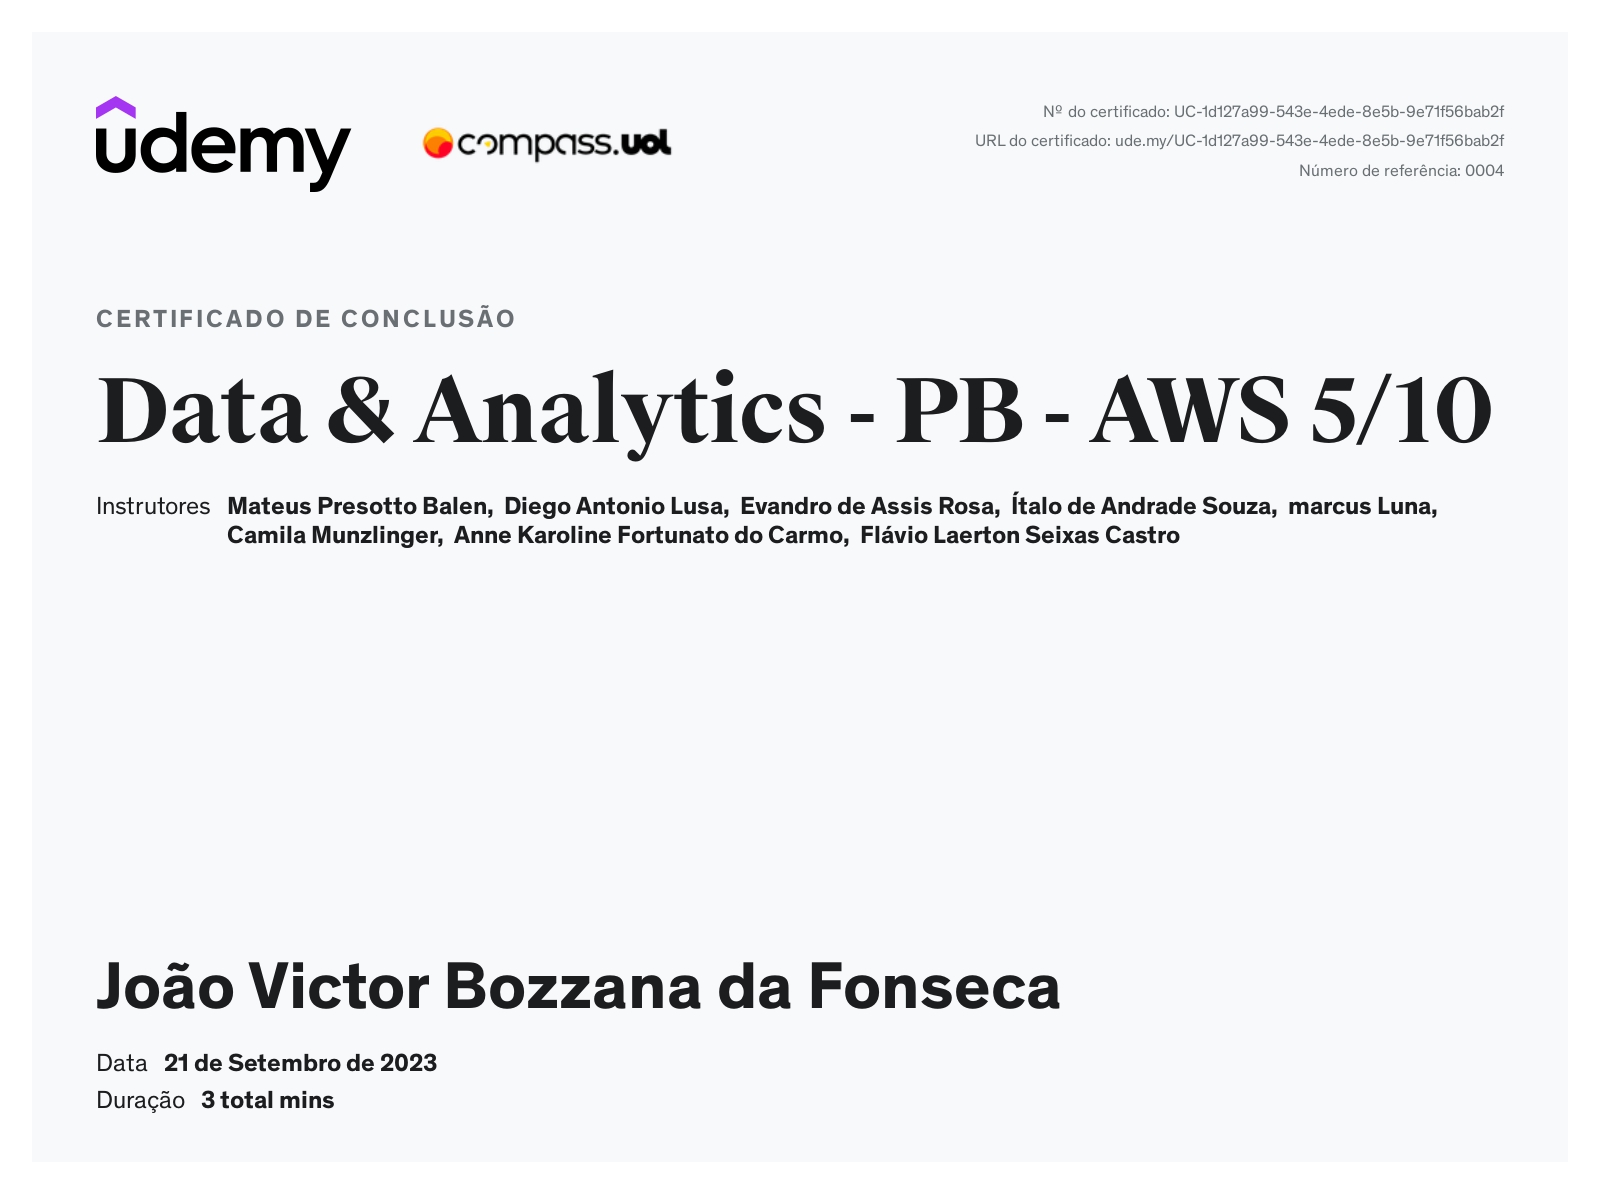 udemy
compass.uol
Nº do certificado: UC-1d127a99-543e-4ede-8e5b-9e71f56bab2f
URL do certificado: ude.my/UC-1d127a99-543e-4ede-8e5b-9e71f56bab2f
Número de referência: 0004
CERTIFICADO DE CONCLUSÃO
Data & Analytics - PB - AWS 5/10
Instrutores Mateus Presotto Balen, Diego Antonio Lusa, Evandro de Assis Rosa, Ítalo de Andrade Souza, marcus Luna,
Camila Munzlinger, Anne Karoline Fortunato do Carmo, Flávio Laerton Seixas Castro
João Victor Bozzana da Fonseca
Data 21 de Setembro de 2023
Duração 3 total mins